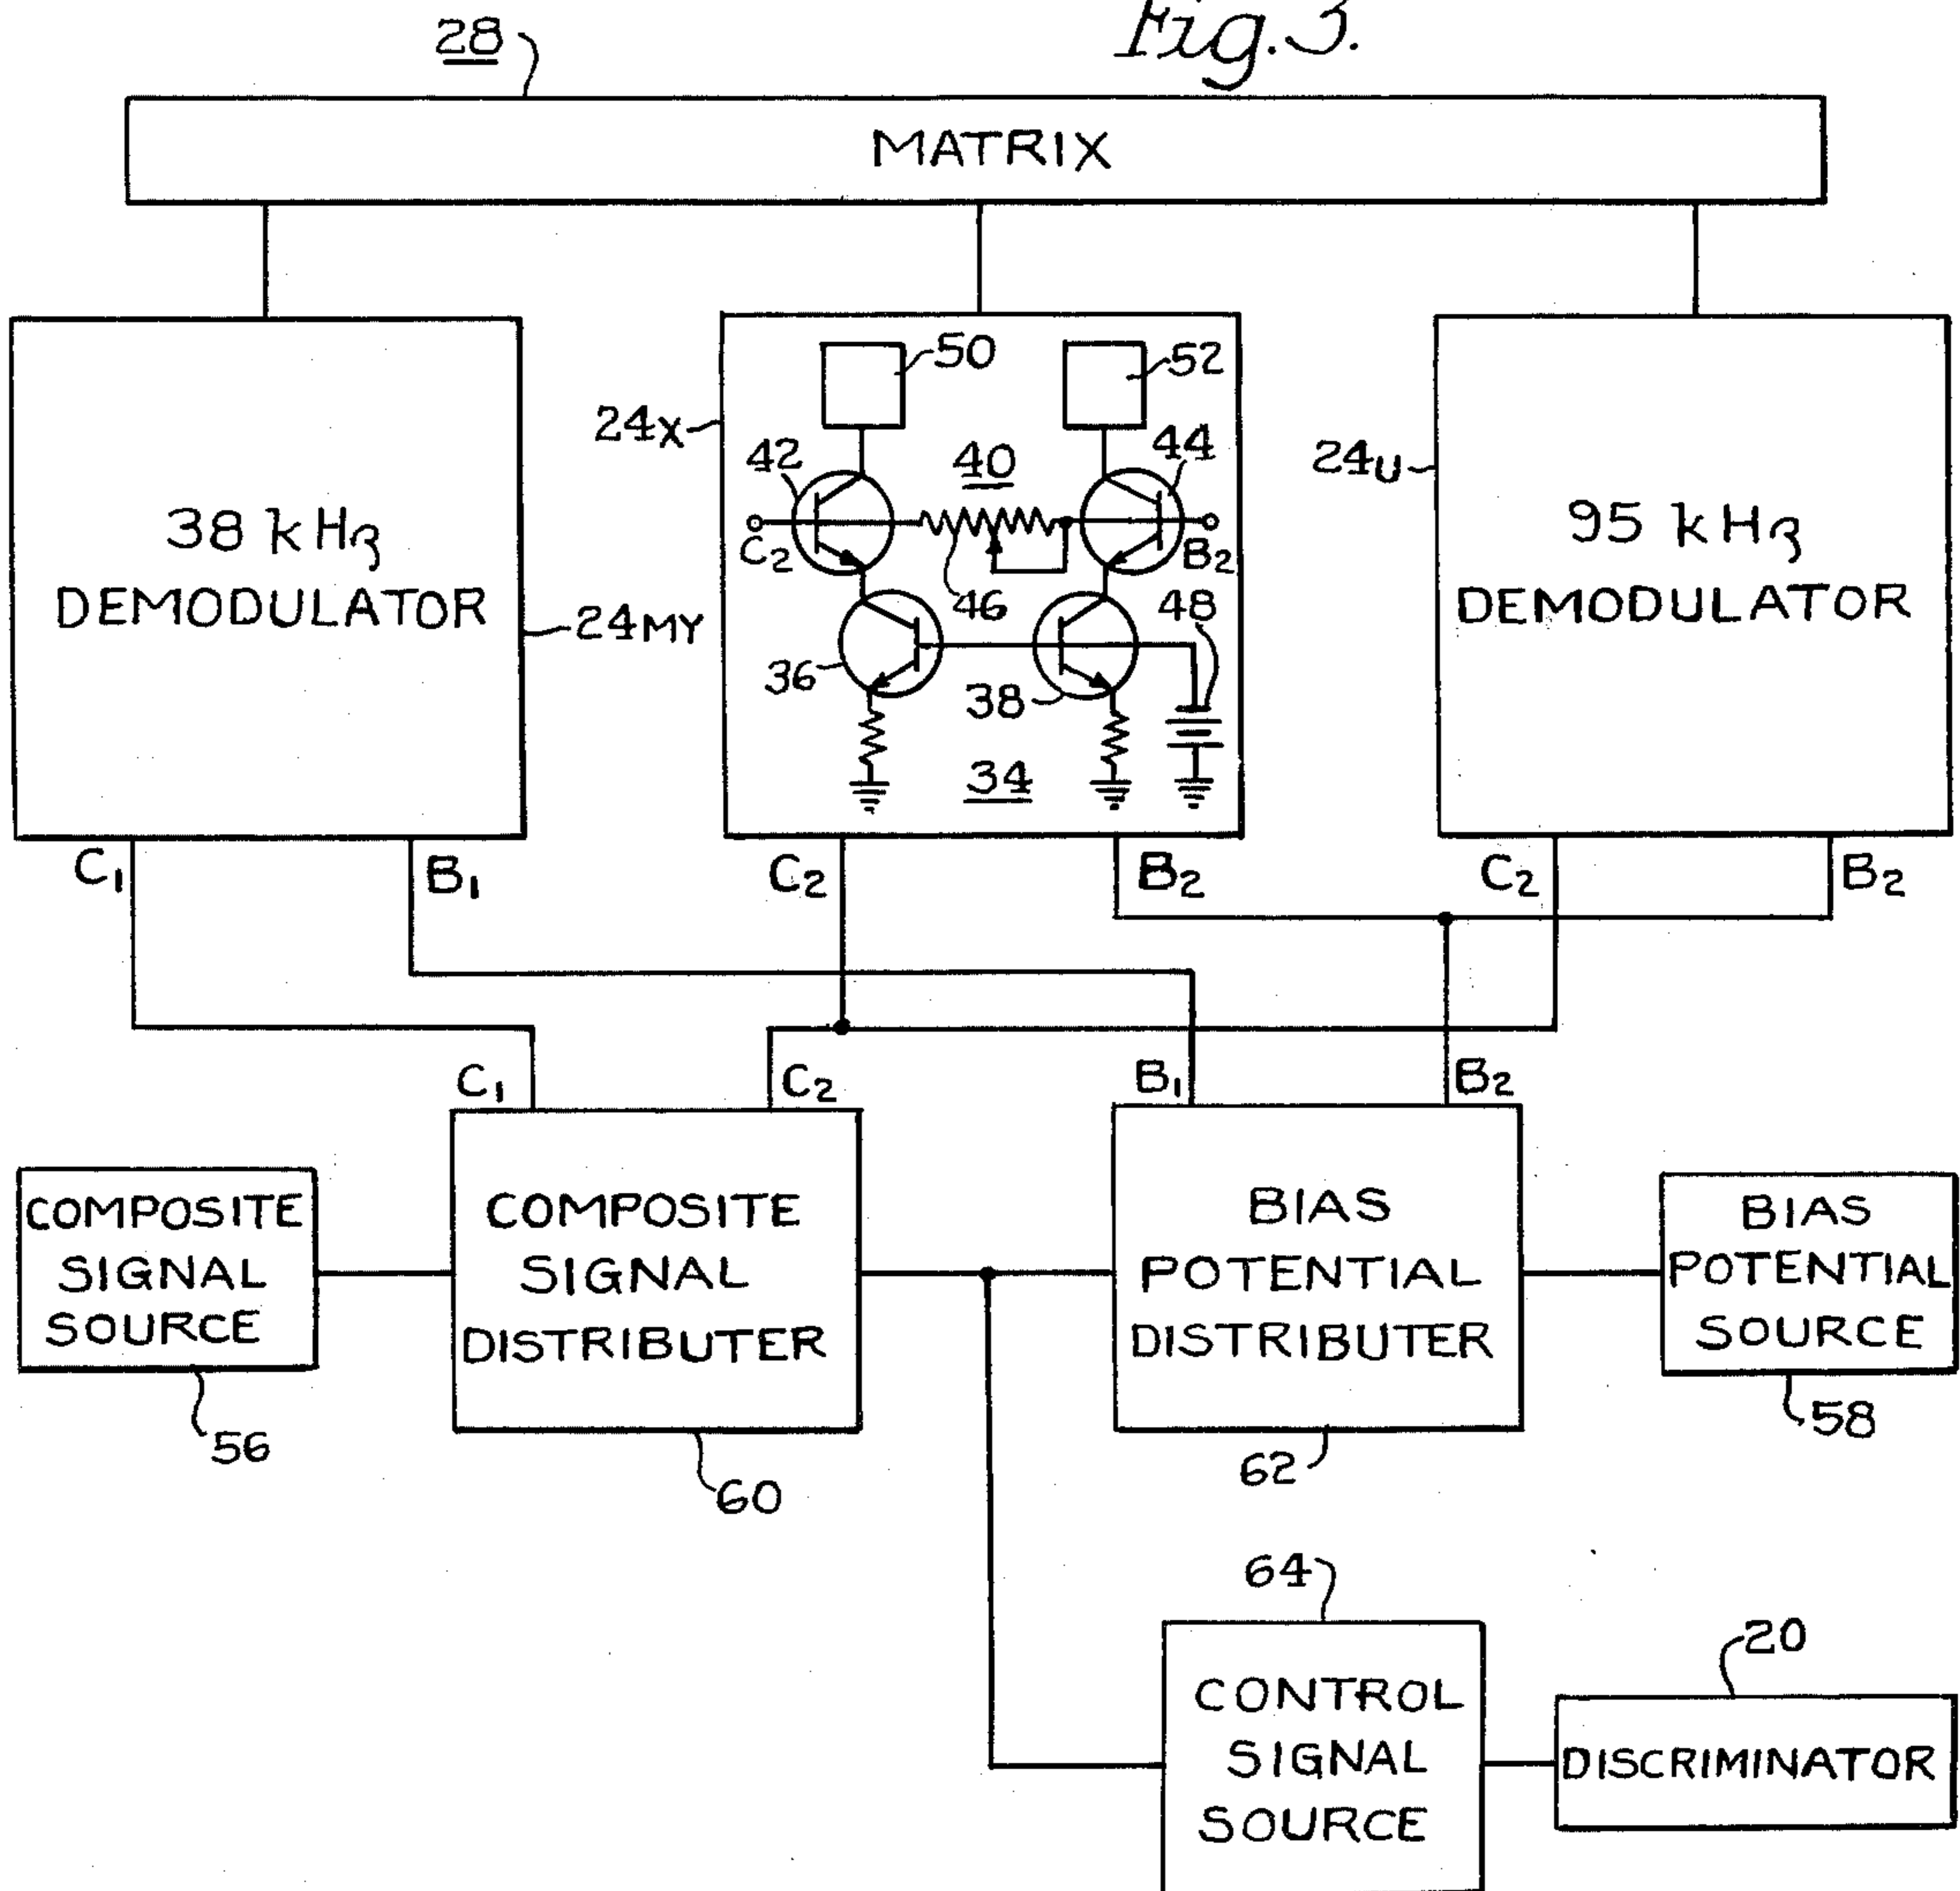 Fig. 3.
28
MATRIX
50
52
24X
42
40
44
24U
C2
46
B2
48
38 kHz
DEMODULATOR
24MY
95 kHz
DEMODULATOR
36
38
34
C1
B1
C2
B2
C2
B2
C1
C2
B1
B2
COMPOSITE
SIGNAL
SOURCE
56
COMPOSITE
SIGNAL
DISTRIBUTER
60
BIAS
POTENTIAL
DISTRIBUTER
62
BIAS
POTENTIAL
SOURCE
58
64
CONTROL
SIGNAL
SOURCE
20
DISCRIMINATOR